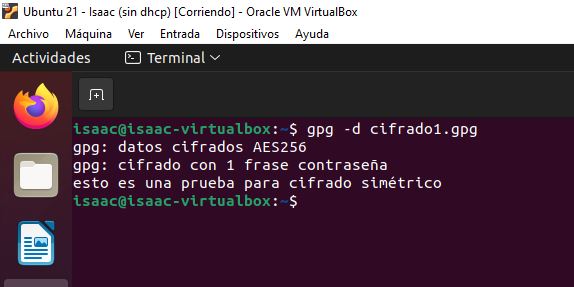 Ubuntu 21 - Isaac (sin dhcp) [Corriendo] - Oracle VM VirtualBox
Archivo Máquina Ver Entrada Dispositivos Ayuda
Actividades Terminal
isaac@isaac-virtualbox:~$ gpg -d cifrado1.gpg
gpg: datos cifrados AES256
gpg: cifrado con 1 frase contraseña
esto es una prueba para cifrado simétrico
isaac@isaac-virtualbox:~$